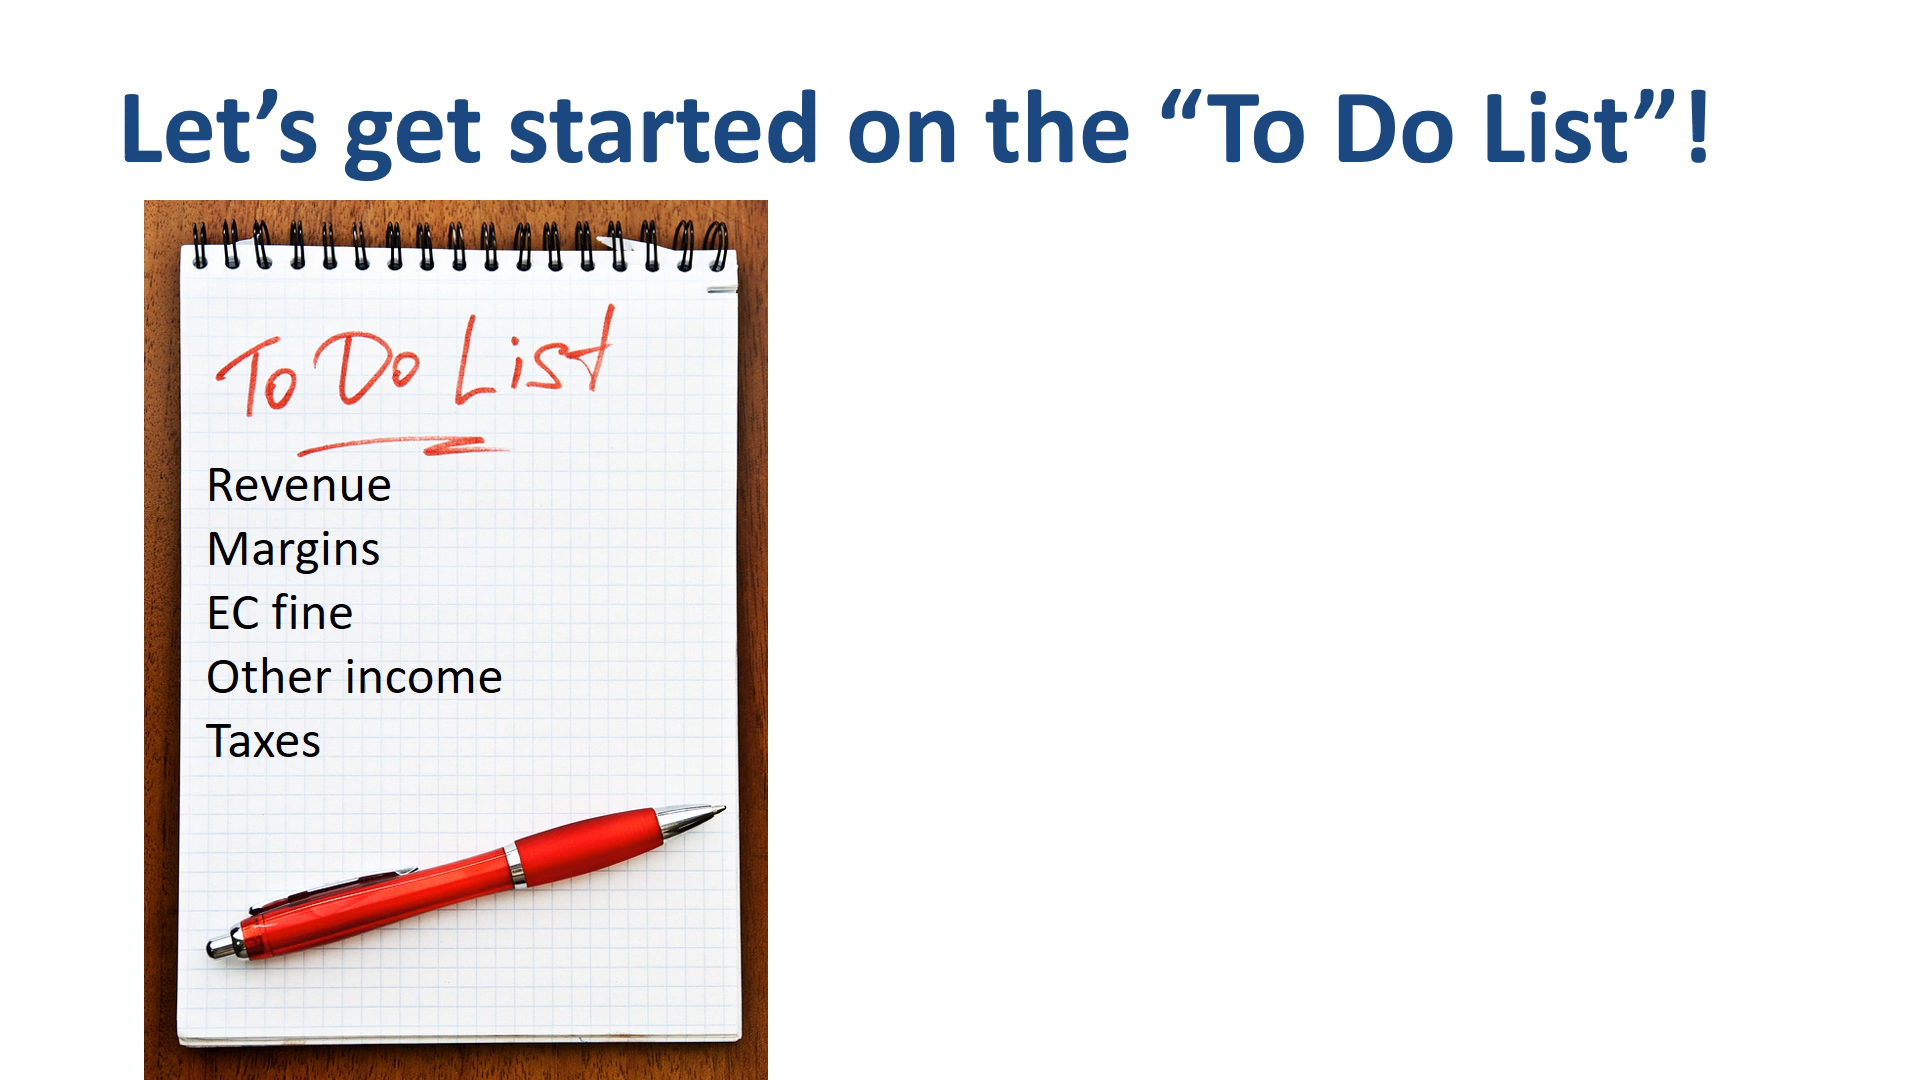 Let’s get started on the “To Do List”!
To Do List
Revenue
Margins
EC fine
Other income
Taxes